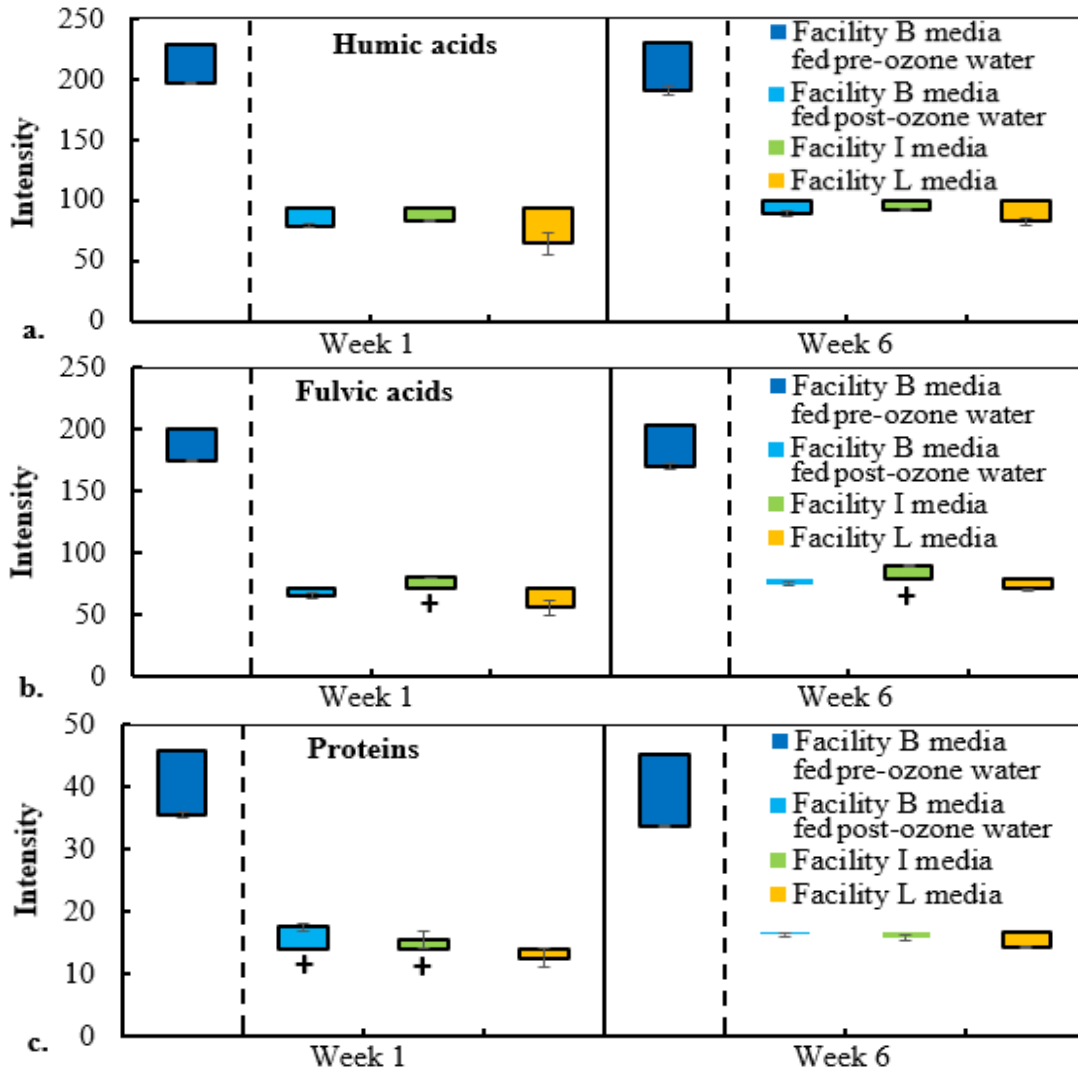 250
200
150
100
50
0
Intensity
Humic acids
Facility B media
fed pre-ozone water
Facility B media
fed post-ozone water
Facility I media
Facility L media
a.
Week 1
Week 6
250
200
150
100
50
0
Intensity
Fulvic acids
+
+
Facility B media
fed pre-ozone water
Facility B media
fed post-ozone water
Facility I media
Facility L media
b.
Week 1
Week 6
50
40
30
20
10
0
Intensity
Proteins
+
+
Facility B media
fed pre-ozone water
Facility B media
fed post-ozone water
Facility I media
Facility L media
c.
Week 1
Week 6